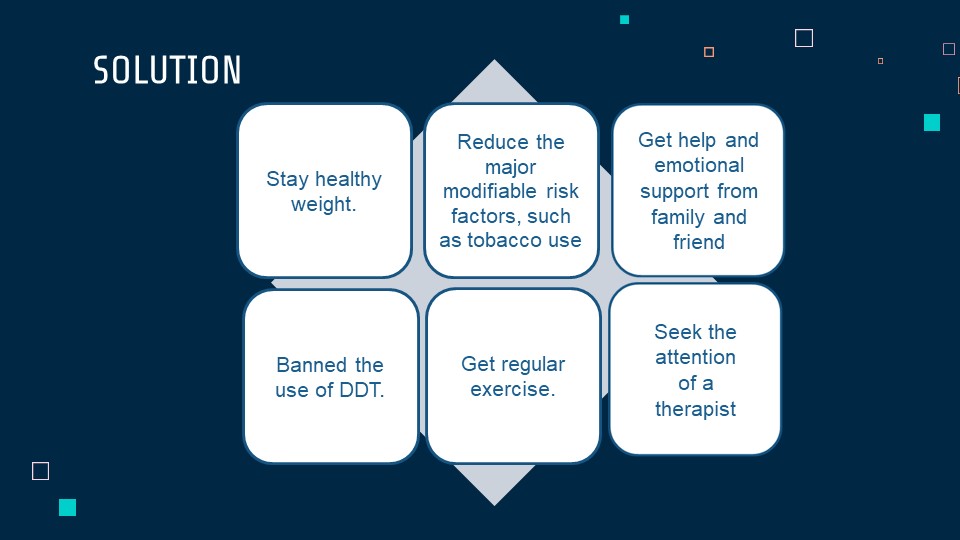 SOLUTION
Stay healthy
weight.
Reduce the
major
modifiable risk
factors, such
as tobacco use
Get help and
emotional
support from
family and
friend
Banned the
use of DDT.
Get regular
exercise.
Seek the
attention
of a
therapist